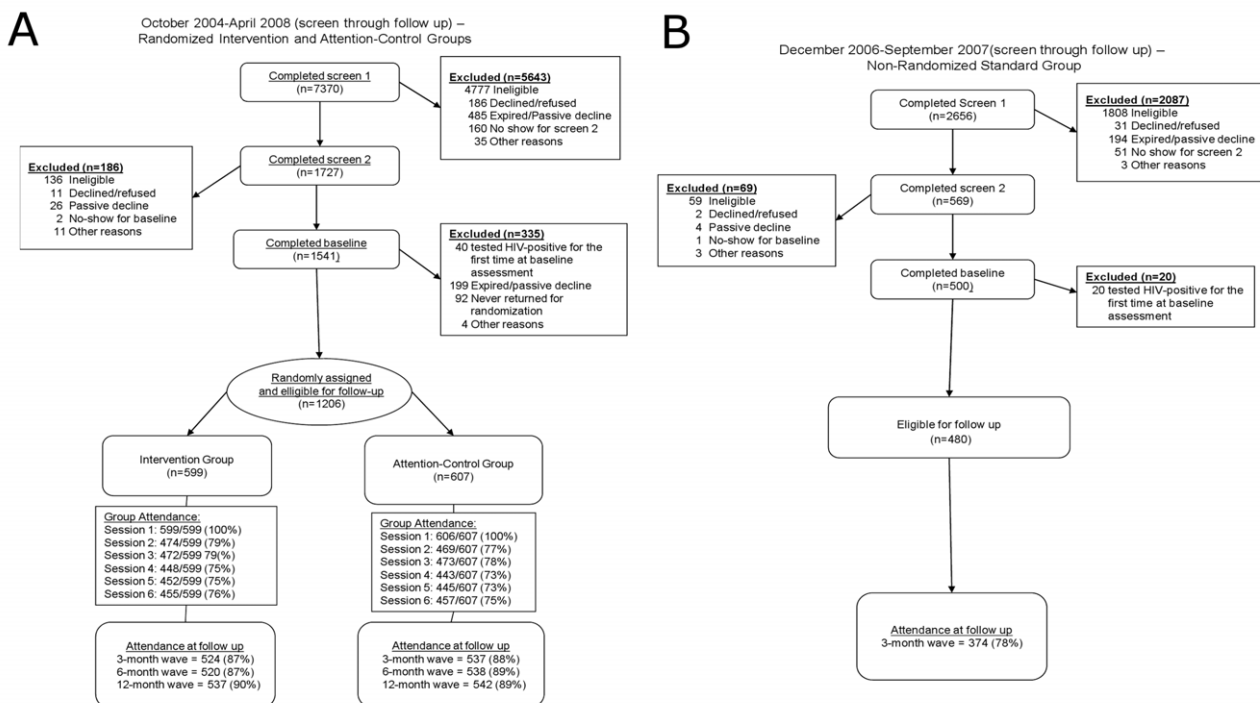 A
October 2004-April 2008 (screen through follow up) –
Randomized Intervention and Attention-Control Groups
Completed screen 1
(n=7370)
Excluded (n=5643)
4777 Ineligible
186 Declined/refused
485 Expired/Passive decline
160 No show for screen 2
35 Other reasons
Completed screen 2
(n=1727)
Excluded (n=186)
136 Ineligible
11 Declined/refused
26 Passive decline
2 No-show for baseline
11 Other reasons
Completed baseline
(n=1541)
Excluded (n=335)
40 tested HIV-positive for the
first time at baseline
assessment
199 Expired/passive decline
92 Never returned for
randomization
4 Other reasons
Randomly assigned
and elligible for follow-up
(n=1206)
Intervention Group
(n=599)
Attention-Control Group
(n=607)
Group Attendance:
Session 1: 599/599 (100%)
Session 2: 474/599 (79%)
Session 3: 472/599 79(%)
Session 4: 448/599 (75%)
Session 5: 452/599 (75%)
Session 6: 455/599 (76%)
Group Attendance:
Session 1: 606/607 (100%)
Session 2: 469/607 (77%)
Session 3: 473/607 (78%)
Session 4: 443/607 (73%)
Session 5: 445/607 (73%)
Session 6: 457/607 (75%)
Attendance at follow up
3-month wave = 524 (87%)
6-month wave = 520 (87%)
12-month wave = 537 (90%)
Attendance at follow up
3-month wave = 537 (88%)
6-month wave = 538 (89%)
12-month wave = 542 (89%)
B
December 2006-September 2007(screen through follow up) –
Non-Randomized Standard Group
Completed Screen 1
(n=2656)
Excluded (n=2087)
1808 Ineligible
31 Declined/refused
194 Expired/passive decline
51 No show for screen 2
3 Other reasons
Completed screen 2
(n=569)
Excluded (n=69)
59 Ineligible
2 Declined/refused
4 Passive decline
1 No-show for baseline
3 Other reasons
Completed baseline
(n=500)
Excluded (n=20)
20 tested HIV-positive for the
first time at baseline
assessment
Eligible for follow up
(n=480)
Attendance at follow up
3-month wave = 374 (78%)